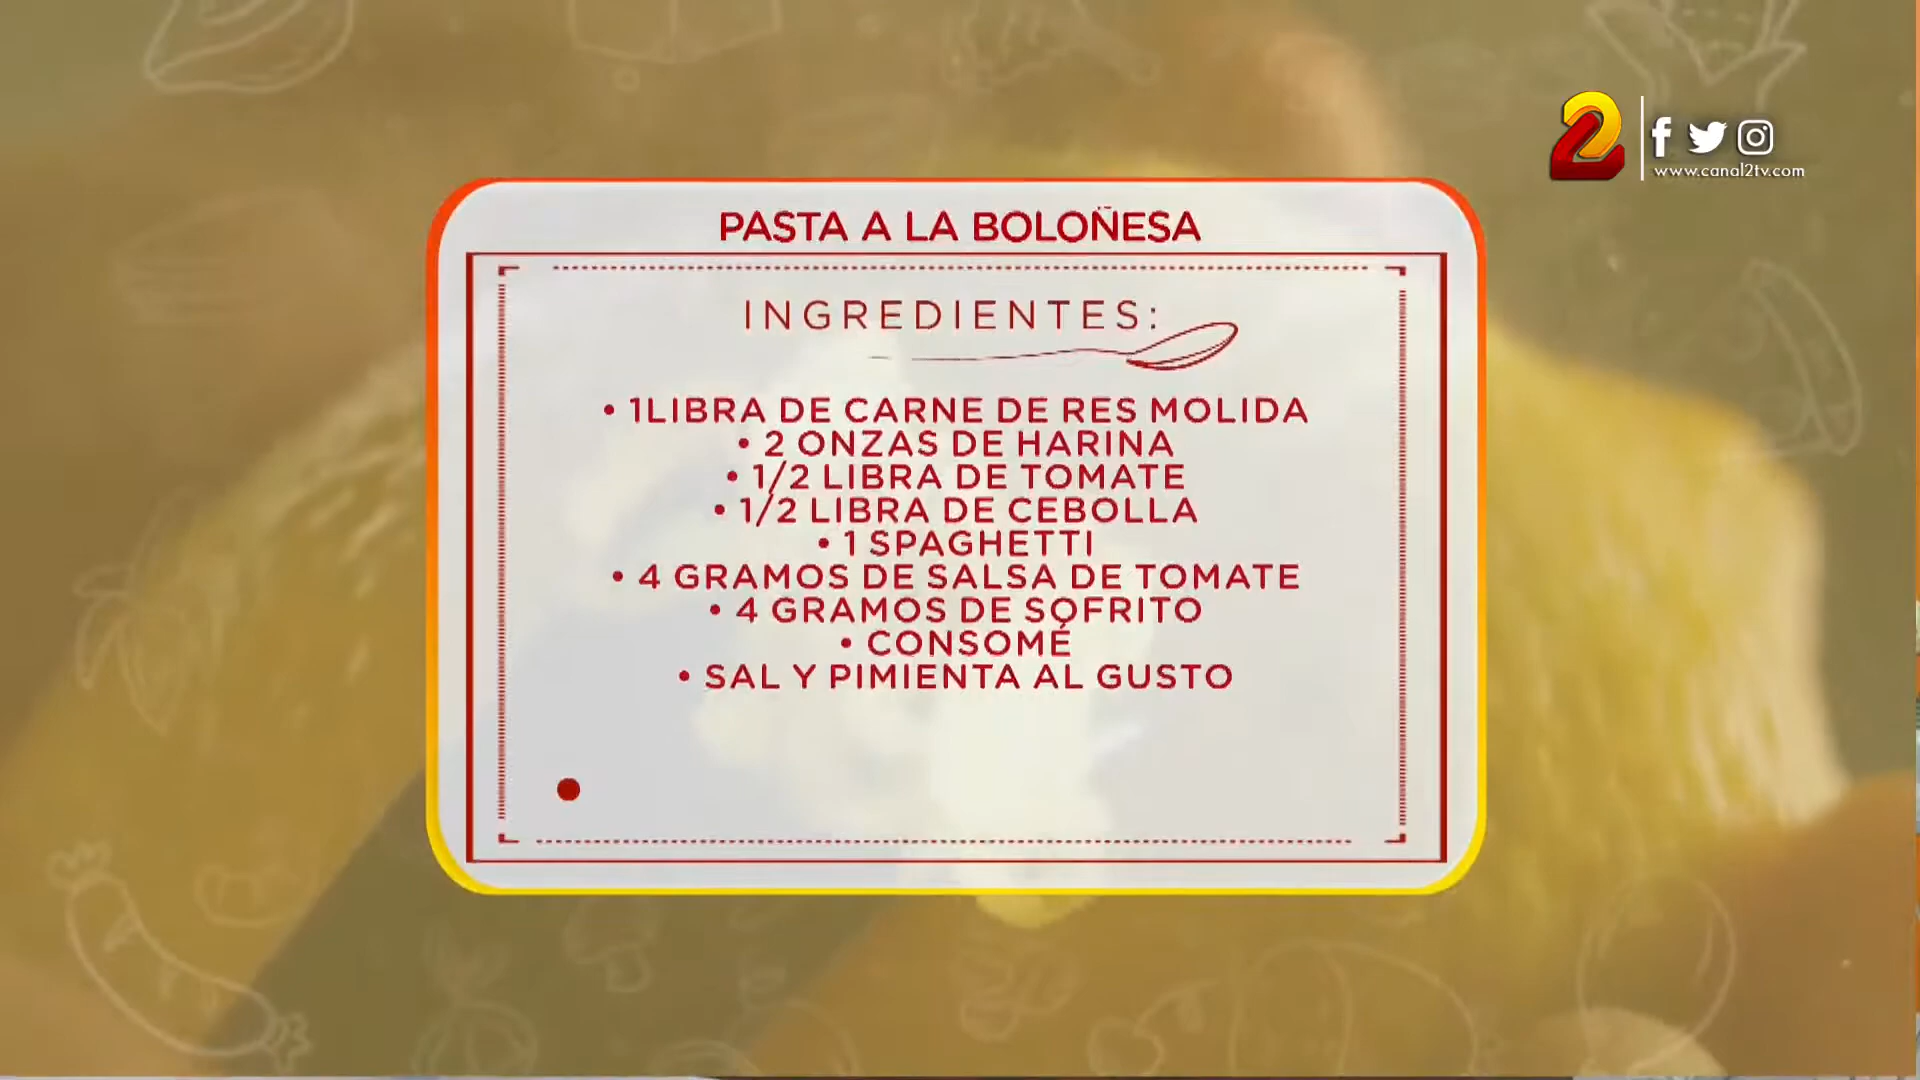 2
www.canal2tv.com
PASTA A LA BOLOÑESA
INGREDIENTES:
• 1LIBRA DE CARNE DE RES MOLIDA
• 2 ONZAS DE HARINA
• 1/2 LIBRA DE TOMATE
• 1/2 LIBRA DE CEBOLLA
• 1 SPAGHETTI
• 4 GRAMOS DE SALSA DE TOMATE
• 4 GRAMOS DE SOFRITO
• CONSOMÉ
• SAL Y PIMIENTA AL GUSTO